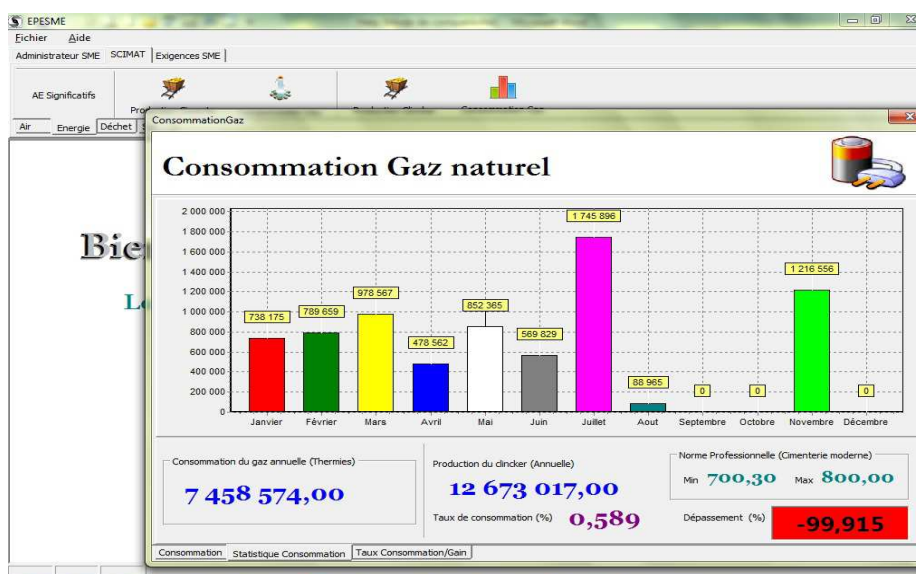 EPESME
Fichier Aide
Administrateur SME SCIMAT Exigences SME
AE Significatifs
Air Energie Déchet
ConsommationGaz
Consommation Gaz naturel
2 000 000
1 800 000
1 600 000
1 400 000
1 200 000
1 000 000
800 000
600 000
400 000
200 000
0
738 175
789 659
978 567
478 562
852 365
569 829
1 745 896
88 965
0
0
1 216 556
0
Janvier Février Mars Avril Mai Juin Juillet Aout Septembre Octobre Novembre Décembre
Consommation du gaz annuelle (Thermies)
7 458 574,00
Production du clincker (Annuelle)
12 673 017,00
Taux de consommation (%) 0,589
Norme Professionnelle (Cimenterie moderne)
Min 700,30 Max 800,00
Dépassement (%) -99,915
Consommation Statistique Consommation Taux Consommation/Gain